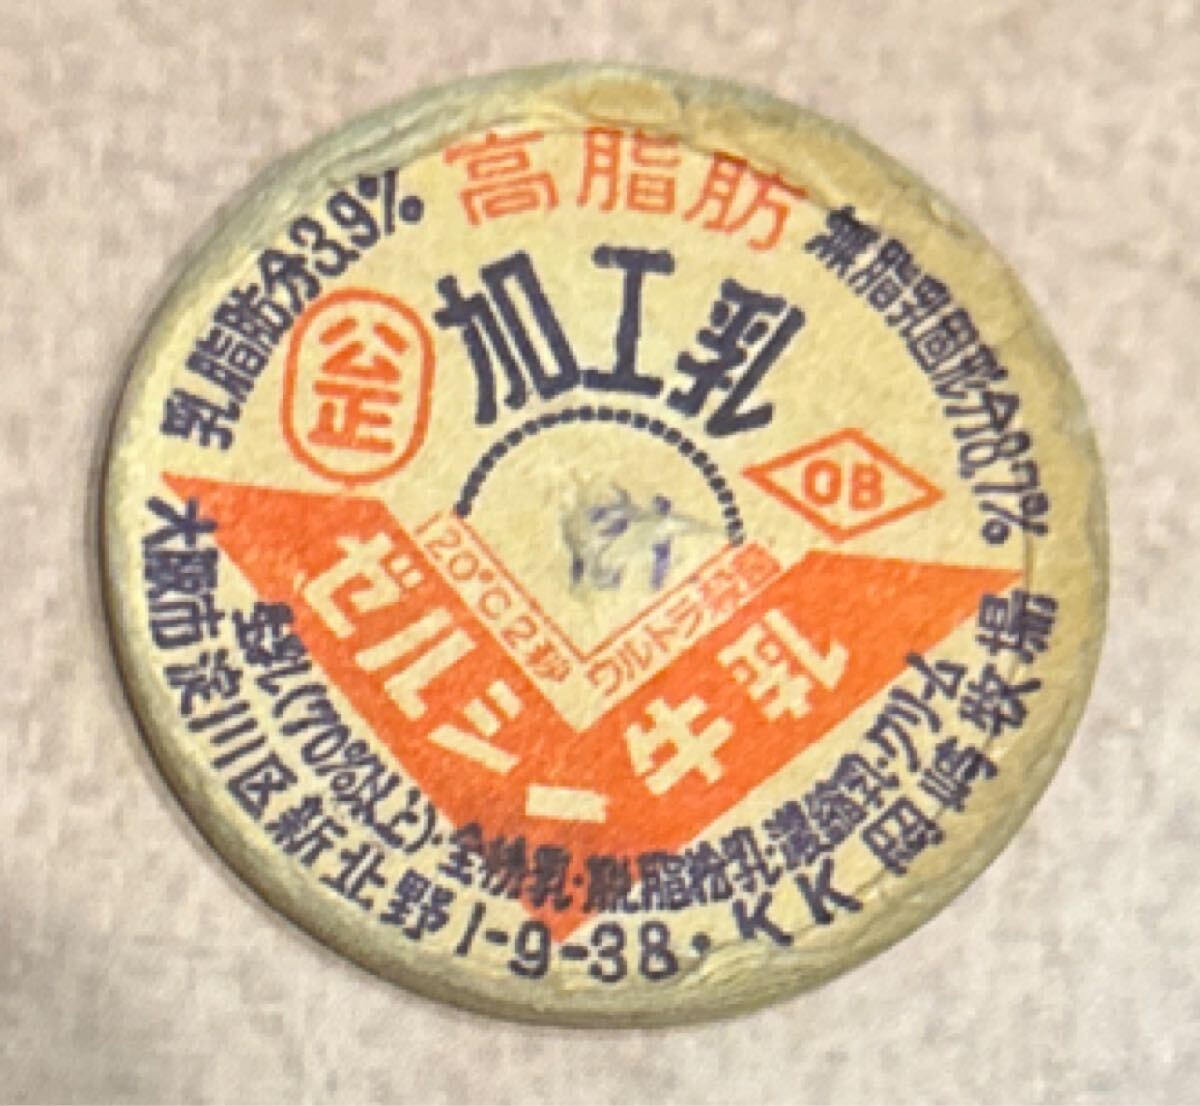 高脂肪
乳脂肪分3.9%
無脂乳固形分8.7%
加工乳
公正
OB
120°C2秒
ウルトラ殺菌
ゼルシー
生乳(70%以上)・全粉乳・脱脂粉乳・濃縮乳・クリーム
大阪市淀川区新北野1-9-38・KK岡崎牧場